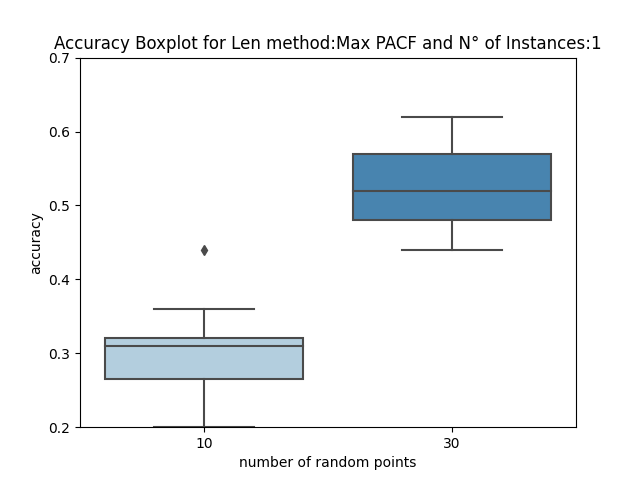 Accuracy Boxplot for Len method:Max PACF and N° of Instances:1
0.7
0.6
0.5
0.4
0.3
0.2
accuracy
10 30
number of random points